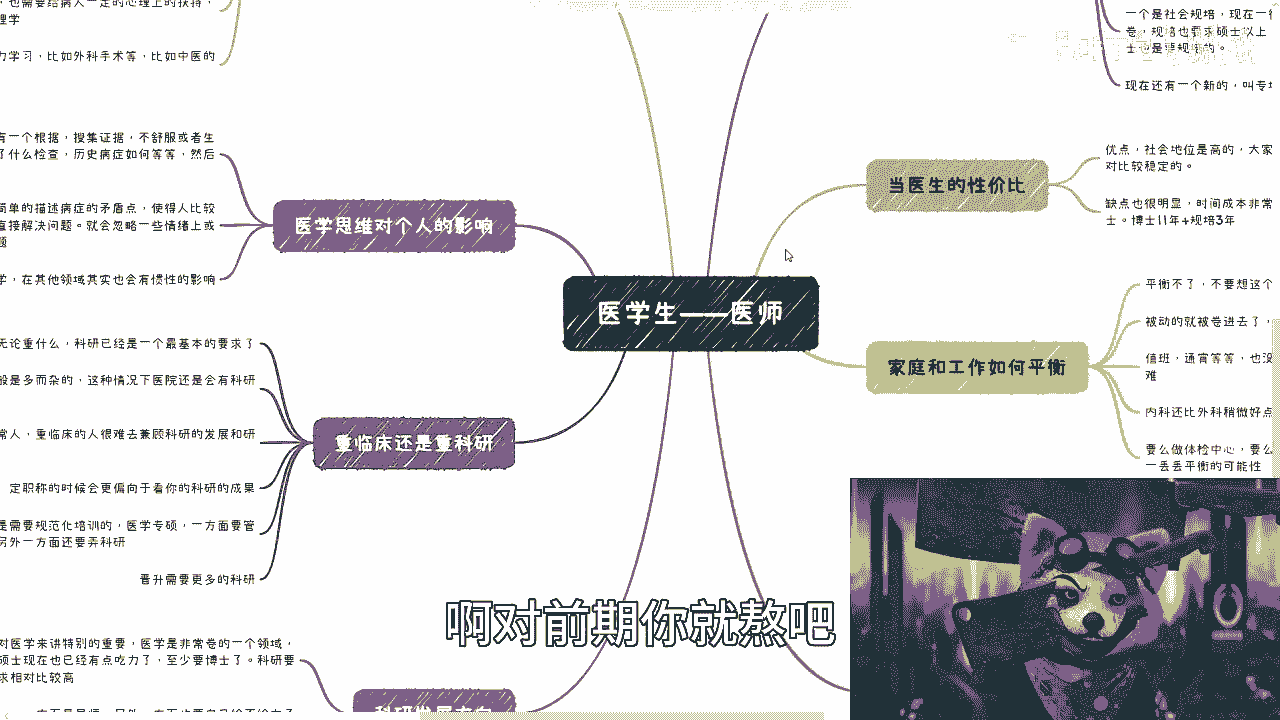 ，也需要给病人一定的心理上的扶持，
理学
力学习，比如外科手术等，比如中医的
有一个根据，搜集证据，不舒服或者生
了什么检查，历史病症如何等等，然后
简单的描述病症的矛盾点，使得人比较
直接解决问题。就会忽略一些情绪上或
题
学，在其他领域其实也会有惯性的影响
医学思维对个人的影响
无论重什么，科研已经是一个最基本的要求了
般是多而杂的，这种情况下医院还是会有科研
常人，重临床的人很难去兼顾科研的发展和研
定职称的时候会更偏向于看你的科研的成果
是需要规范化培训的，医学专硕，一方面要管
另外一方面还要弄科研
晋升需要更多的科研
重临床还是重科研
对医学来讲特别的重要，医学是非常卷的一个领域，
硕士现在也已经有点吃力了，至少要博士了。科研要
求相对比较高
医学生——医师
一个是社会规培，现在一
卷，规培也要求硕士以上
士也是要规培的。
现在还有一个新的，叫专培
当医生的性价比
优点，社会地位是高的，大家
对比较稳定的。
缺点也很明显，时间成本非常
士。博士11年+规培3年
家庭和工作如何平衡
平衡不了，不要想这个
被动的就被卷进去了，
值班，通宵等等，也没
难
内科还比外科稍微好点
要么做体检中心，要么
一丢丢平衡的可能性
啊对前期你就熬吧